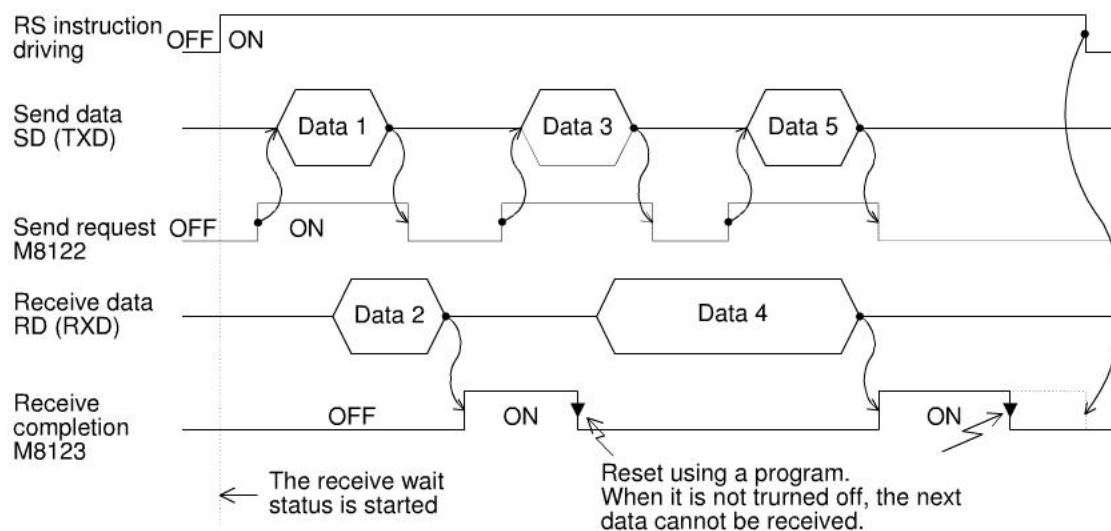 RS instruction
driving
OFF
ON
Send data
SD (TXD)
Data 1
Data 3
Data 5
Send request
M8122
OFF
ON
Receive data
RD (RXD)
Data 2
Data 4
Receive
completion
M8123
OFF
ON
ON
The receive wait
status is started
Reset using a program.
When it is not trurned off, the next
data cannot be received.